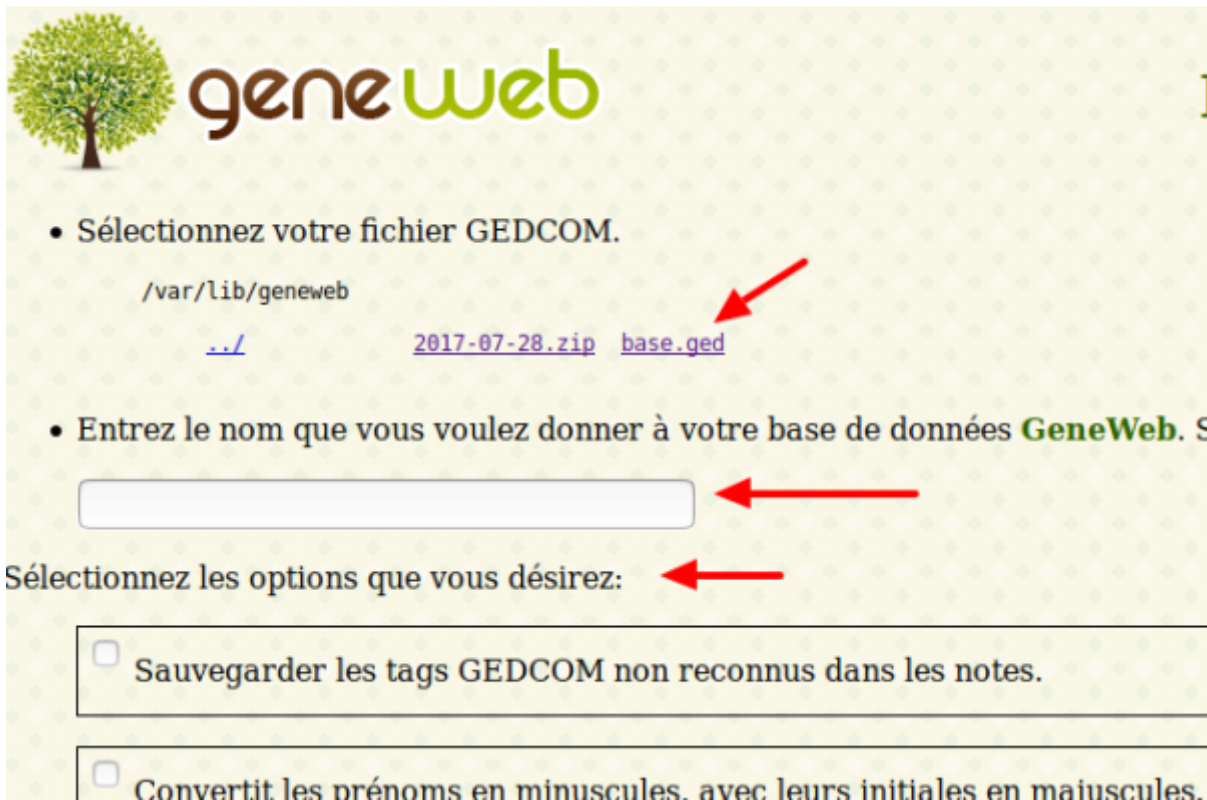 geneweb
• Sélectionnez votre fichier GEDCOM.
/var/lib/geneweb
../ 2017-07-28.zip base.ged
• Entrez le nom que vous voulez donner à votre base de données GeneWeb. S
Sélectionnez les options que vous désirez:
Sauvegarder les tags GEDCOM non reconnus dans les notes.
Convertit les prénoms en minuscules, avec leurs initiales en majuscules.